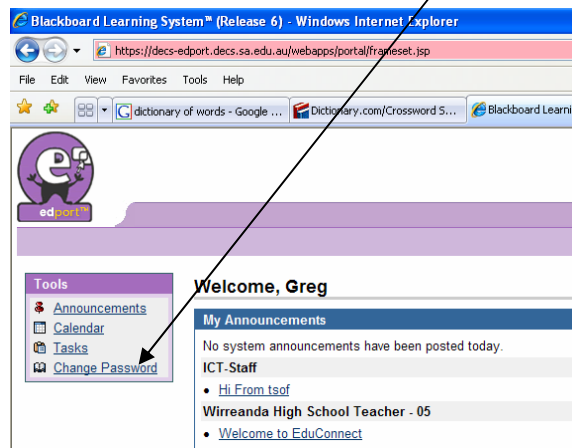 Blackboard Learning System™ (Release 6) - Windows Internet Explorer
https://decs-edport.decs.sa.edu.au/webapps/portal/frameset.jsp
File Edit View Favorites Tools Help
dictionary of words - Google ... Dictionary.com/Crossword S... Blackboard Learni
e
edport™
Tools
Announcements
Calendar
Tasks
Change Password
Welcome, Greg
My Announcements
No system announcements have been posted today.
ICT-Staff
• Hi From tsof
Wirreanda High School Teacher - 05
• Welcome to EduConnect